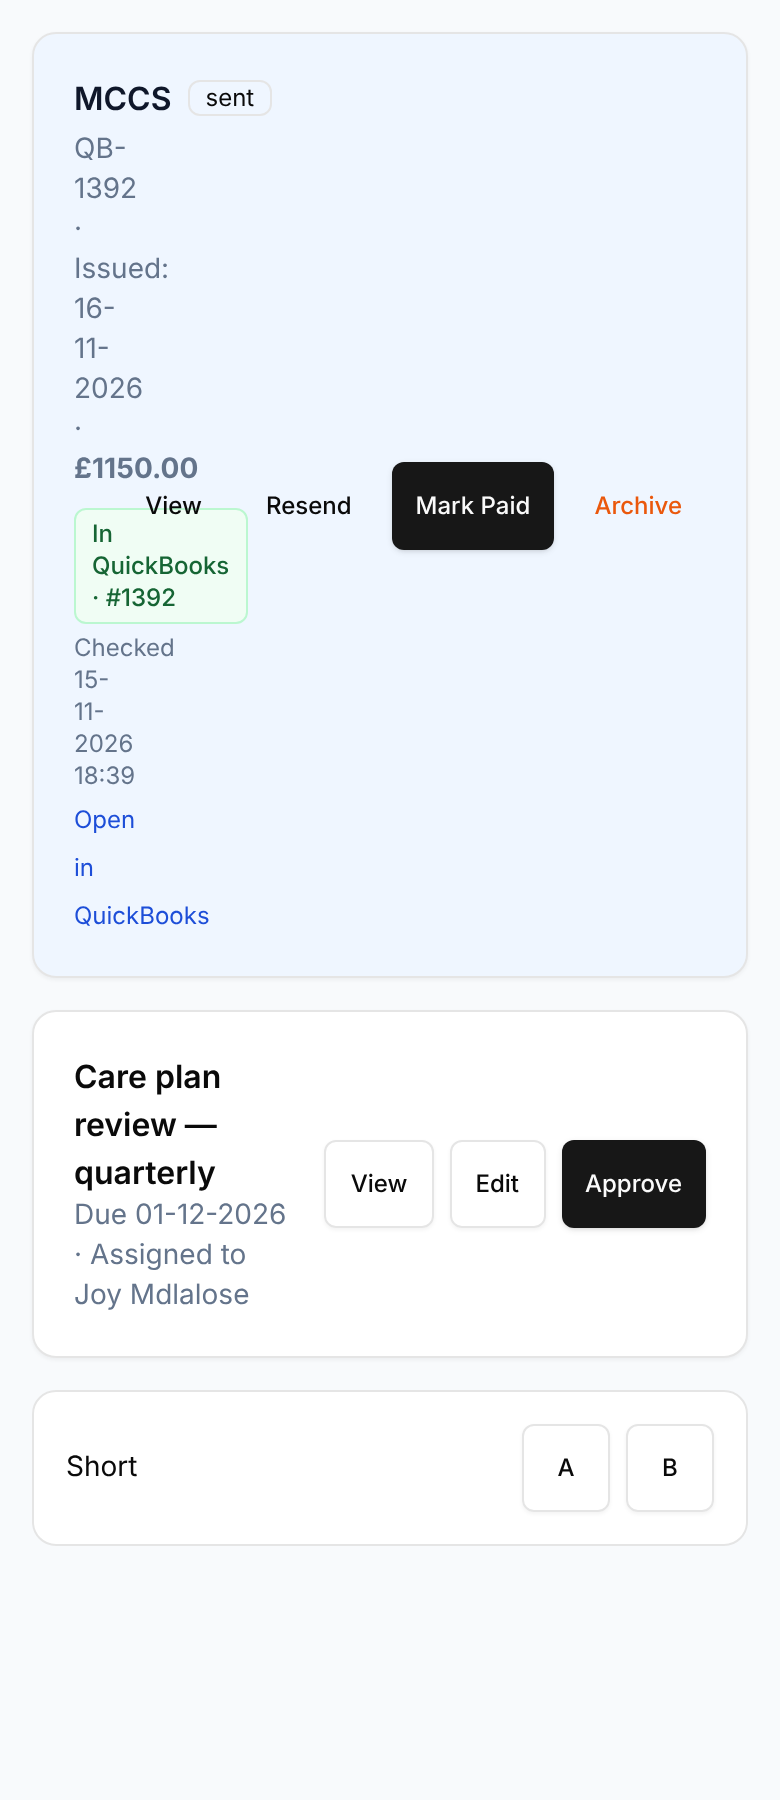 MCCS sent
QB-
1392
·
Issued:
16-
11-
2026
·
£1150.00
View Resend Mark Paid Archive
In
QuickBooks
· #1392
Checked
15-
11-
2026
18:39
Open
in
QuickBooks
Care plan
review —
quarterly
Due 01-12-2026
· Assigned to
Joy Mdlalose
View Edit Approve
Short A B